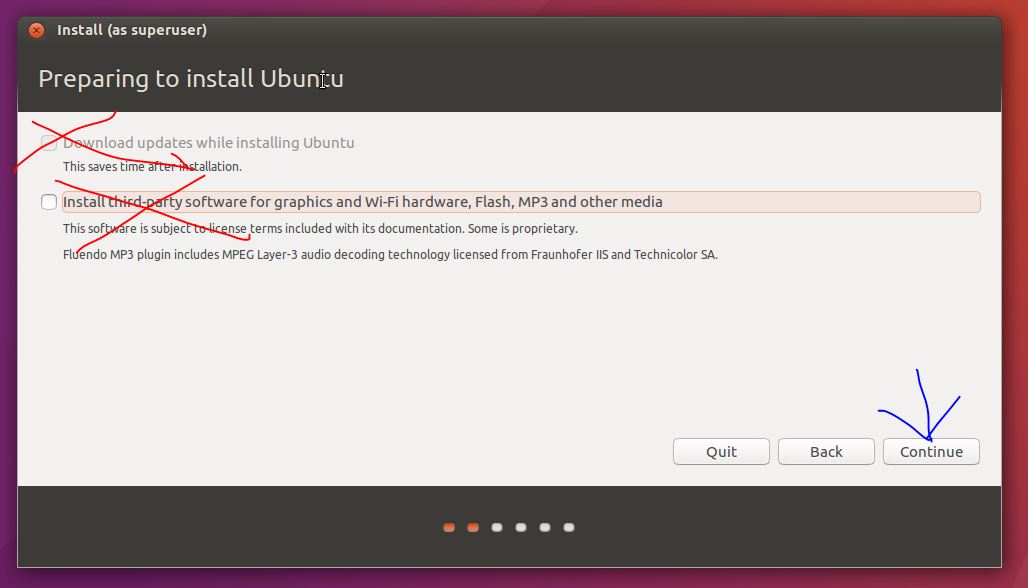 Install (as superuser)
Preparing to install Ubuntu
Download updates while installing Ubuntu
This saves time after installation.
Install third-party software for graphics and Wi-Fi hardware, Flash, MP3 and other media
This software is subject to license terms included with its documentation. Some is proprietary.
Fluendo MP3 plugin includes MPEG Layer-3 audio decoding technology licensed from Fraunhofer IIS and Technicolor SA.
Quit Back Continue